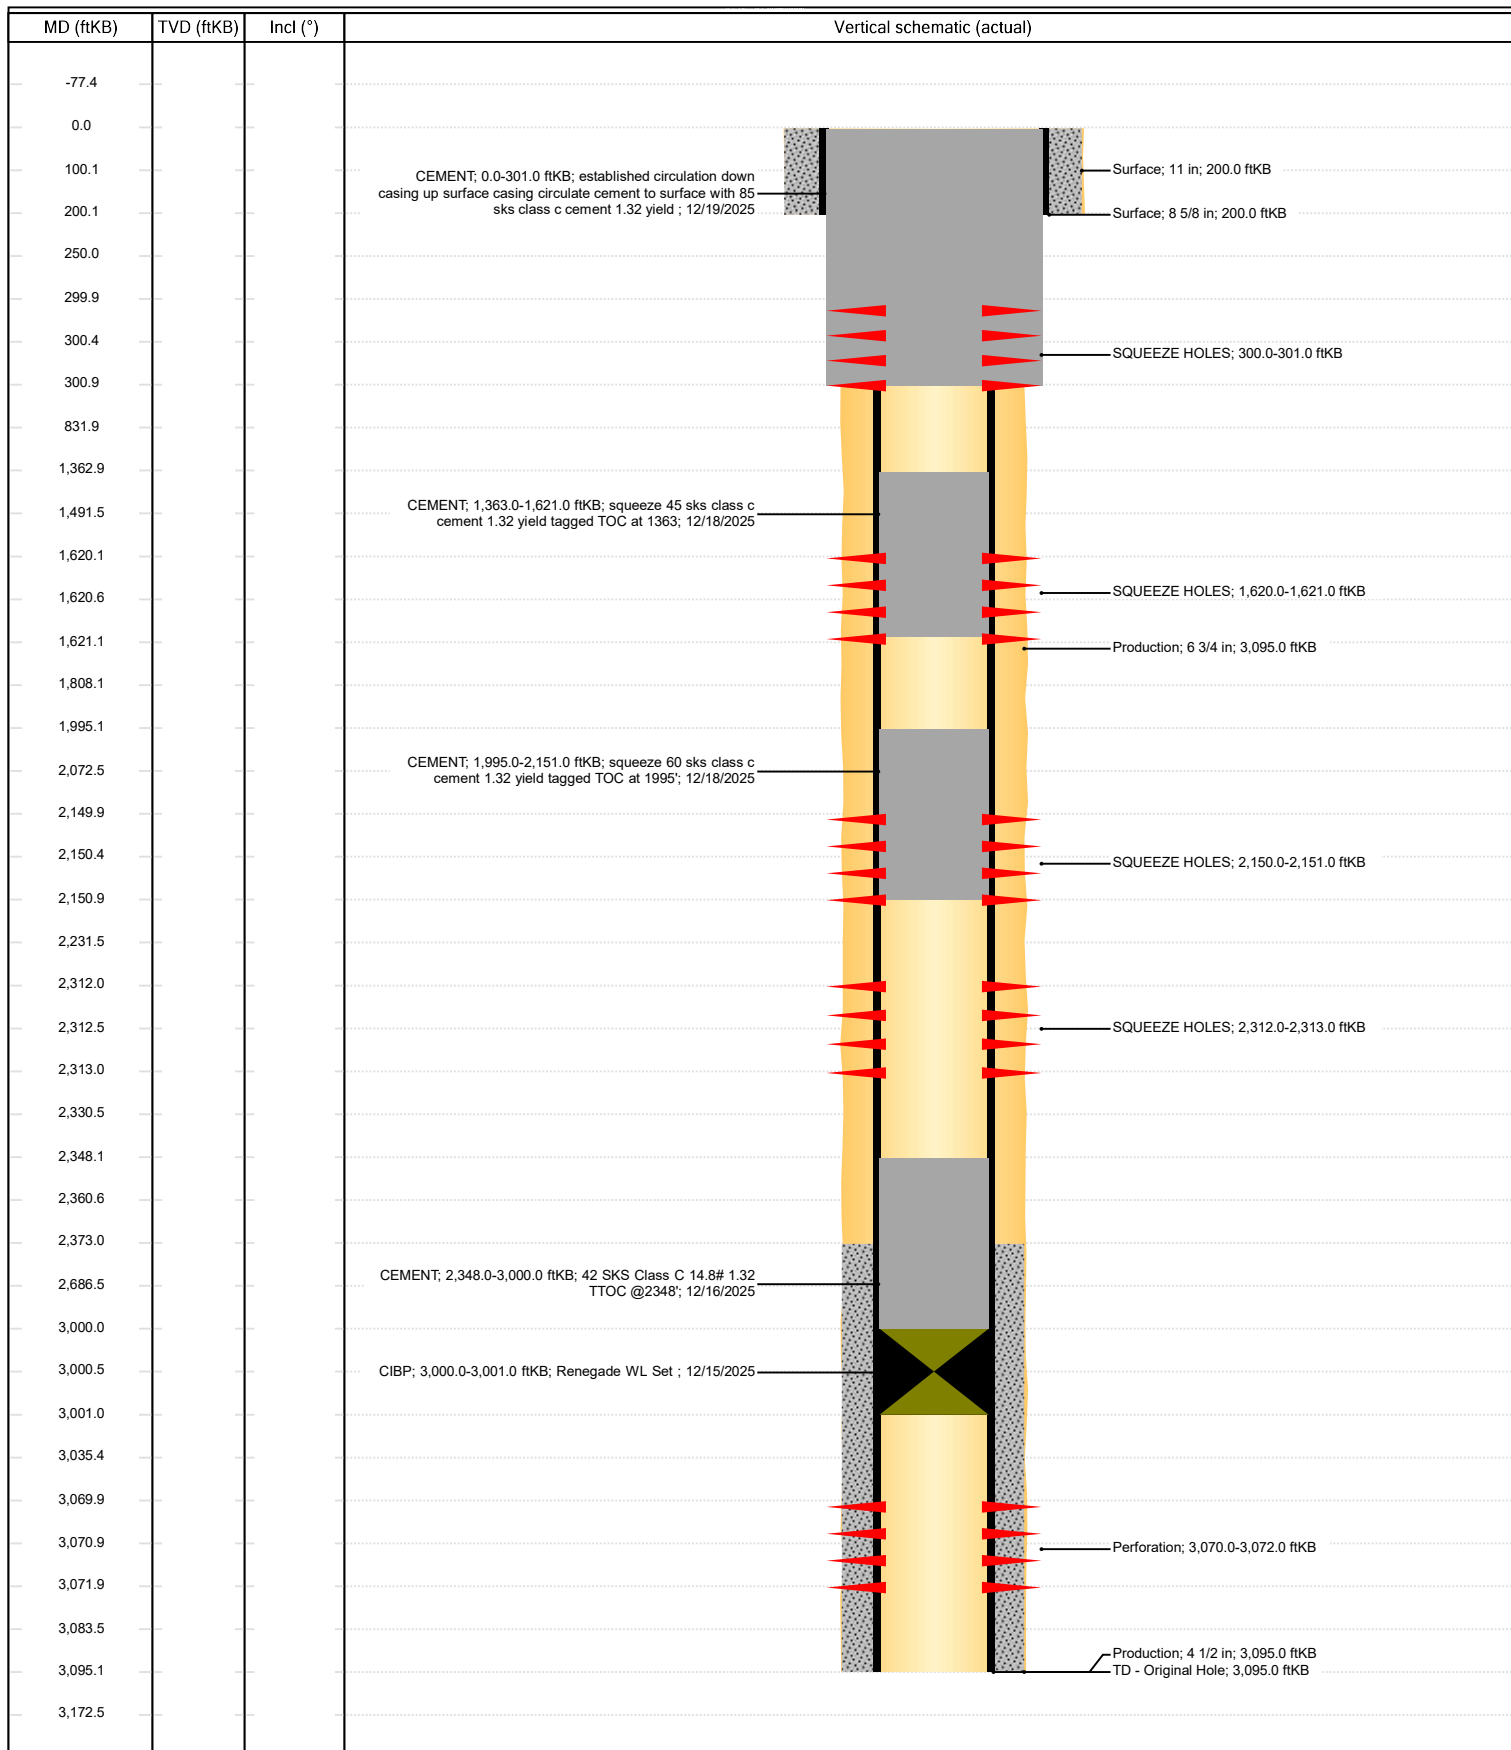 MD (ftKB) TVD (ftKB) Incl (°) Vertical schematic (actual)
-77.4
0.0
100.1
200.1
250.0
299.9
300.4
300.9
831.9
1,362.9
1,491.5
1,620.1
1,620.6
1,621.1
1,808.1
1,995.1
2,072.5
2,149.9
2,150.4
2,150.9
2,231.5
2,312.0
2,312.5
2,313.0
2,330.5
2,348.1
2,360.6
2,373.0
2,686.5
3,000.0
3,000.5
3,001.0
3,035.4
3,069.9
3,070.9
3,071.9
3,083.5
3,095.1
3,172.5
CEMENT; 0.0-301.0 ftKB; established circulation down
casing up surface casing circulate cement to surface with 85
sks class c cement 1.32 yield ; 12/19/2025
CEMENT; 1,363.0-1,621.0 ftKB; squeeze 45 sks class c
cement 1.32 yield tagged TOC at 1363; 12/18/2025
CEMENT; 1,995.0-2,151.0 ftKB; squeeze 60 sks class c
cement 1.32 yield tagged TOC at 1995'; 12/18/2025
CEMENT; 2,348.0-3,000.0 ftKB; 42 SKS Class C 14.8# 1.32
TTOC @2348'; 12/16/2025
CIBP; 3,000.0-3,001.0 ftKB; Renegade WL Set ; 12/15/2025
Surface; 11 in; 200.0 ftKB
Surface; 8 5/8 in; 200.0 ftKB
SQUEEZE HOLES; 300.0-301.0 ftKB
SQUEEZE HOLES; 1,620.0-1,621.0 ftKB
Production; 6 3/4 in; 3,095.0 ftKB
SQUEEZE HOLES; 2,150.0-2,151.0 ftKB
SQUEEZE HOLES; 2,312.0-2,313.0 ftKB
Perforation; 3,070.0-3,072.0 ftKB
Production; 4 1/2 in; 3,095.0 ftKB
TD - Original Hole; 3,095.0 ftKB